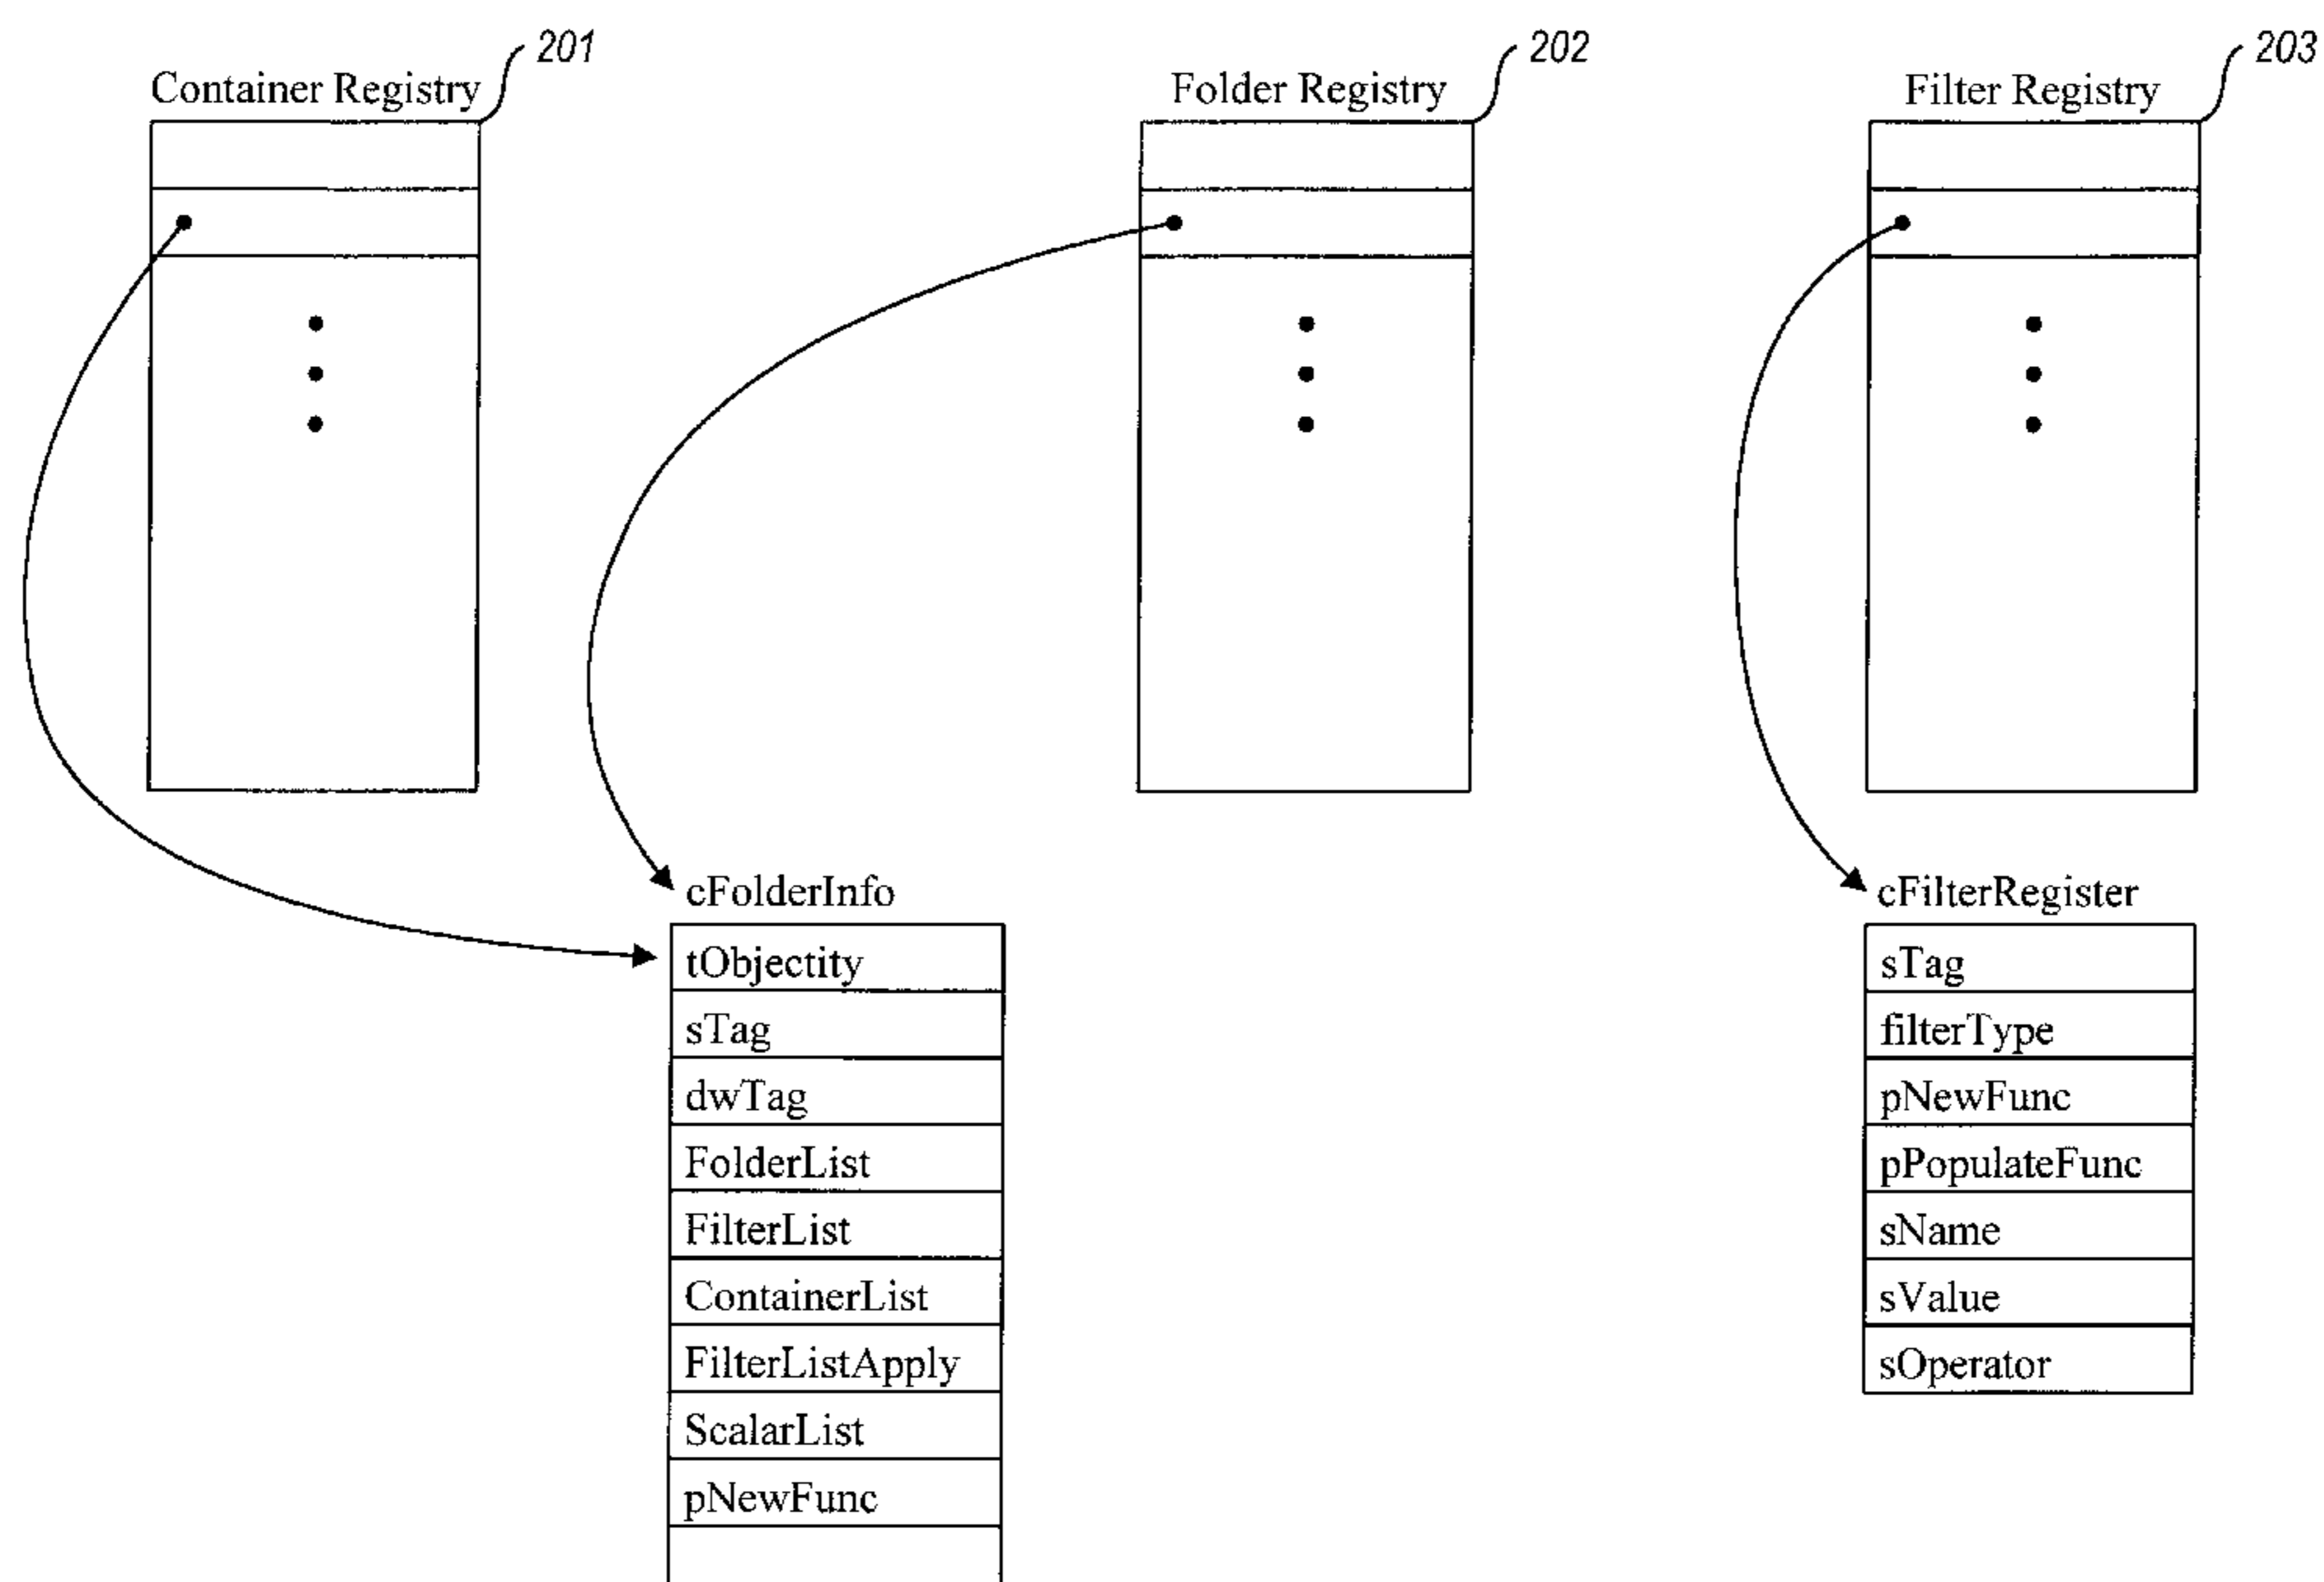 201
202
203
Container Registry
Folder Registry
Filter Registry
cFolderInfo
tObjectity
sTag
dwTag
FolderList
FilterList
ContainerList
FilterListApply
ScalarList
pNewFunc
cFilterRegister
sTag
filterType
pNewFunc
pPopulateFunc
sName
sValue
sOperator